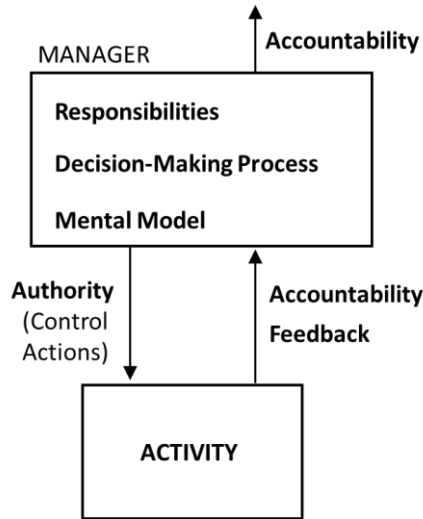 Accountability
MANAGER
Responsibilities
Decision-Making Process
Mental Model
Authority
(Control
Actions)
Accountability
Feedback
ACTIVITY